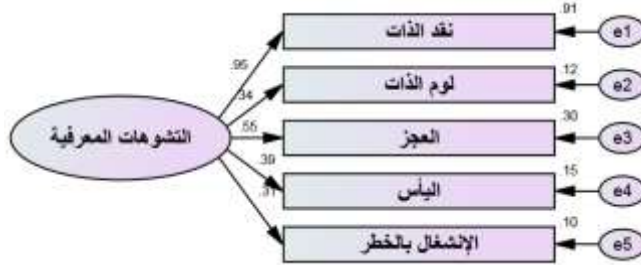 .91
نقد الذات
e1
.95
.12
لوم الذات
e2
.34
.30
العجز
e3
.55
التشوهات المعرفية
.15
اليأس
e4
.39
.10
الإنشغال بالخطر
e5
.31